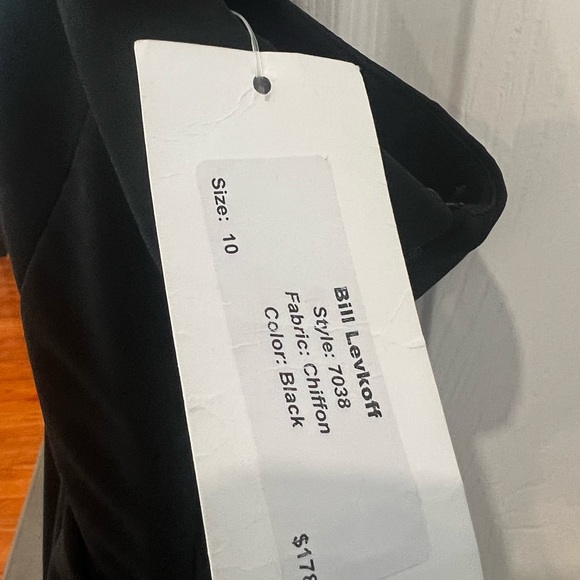 Bill Levkoff
Style: 7038
Fabric: Chiffon
Color: Black
Size: 10